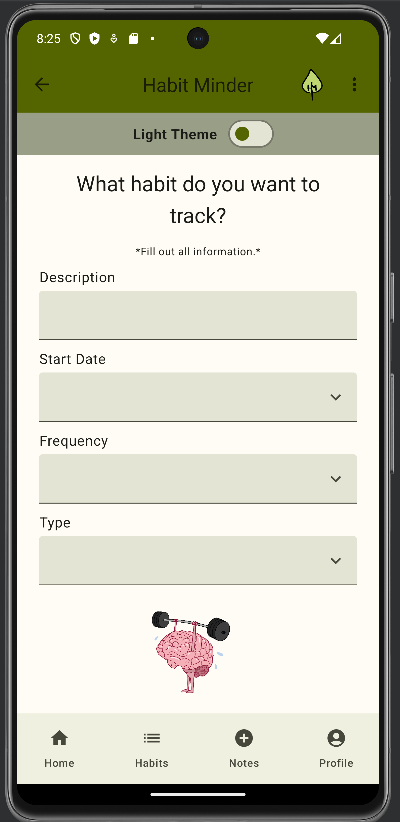 8:25
Habit Minder
Light Theme
What habit do you want to
track?
*Fill out all information.*
Description
Start Date
Frequency
Type
Home
Habits
Notes
Profile